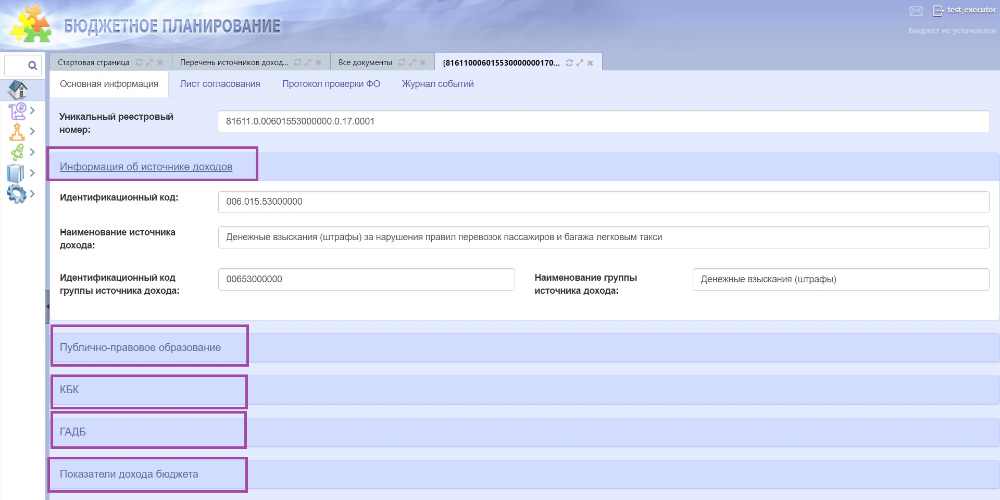 БЮДЖЕТНОЕ ПЛАНИРОВАНИЕ
test_executor
Бюджет не установлен
Стартовая страница
Перечень источников доход...
Все документы
[816110006015530000000170...
Основная информация
Лист согласования
Протокол проверки ФО
Журнал событий
Уникальный реестровый
номер:
81611.0.00601553000000.0.17.0001
Информация об источнике доходов
Идентификационный код:
006.015.53000000
Наименование источника
дохода:
Денежные взыскания (штрафы) за нарушения правил перевозок пассажиров и багажа легковым такси
Идентификационный код
группы источника дохода:
00653000000
Наименование группы
источника дохода:
Денежные взыскания (штрафы)
Публично-правовое образование
КБК
ГАДБ
Показатели дохода бюджета